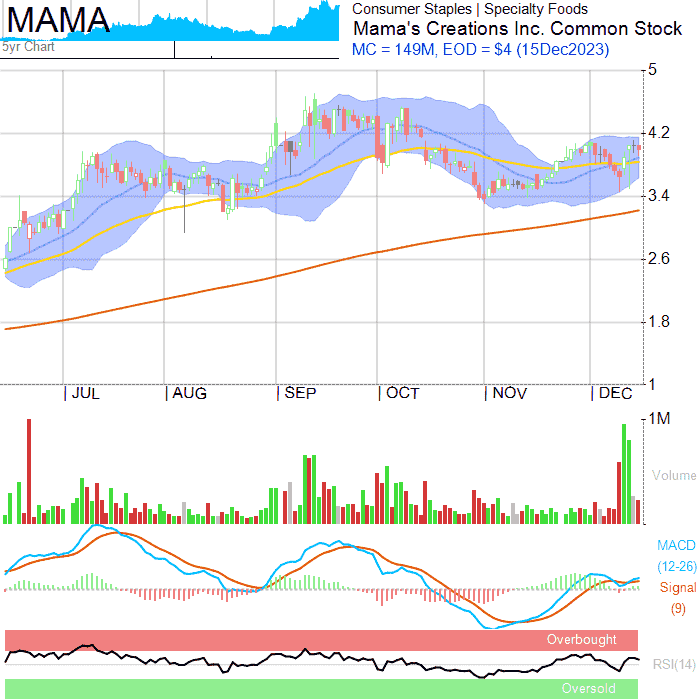 MAMA
5yr Chart
Consumer Staples | Specialty Foods
Mama's Creations Inc. Common Stock
MC = 149M, EOD = $4 (15Dec2023)
5
4.2
3.4
2.6
1.8
1
| JUL | AUG | SEP | OCT | NOV | DEC
1M
Volume
MACD
(12-26)
Signal
(9)
Overbought
RSI(14)
Oversold